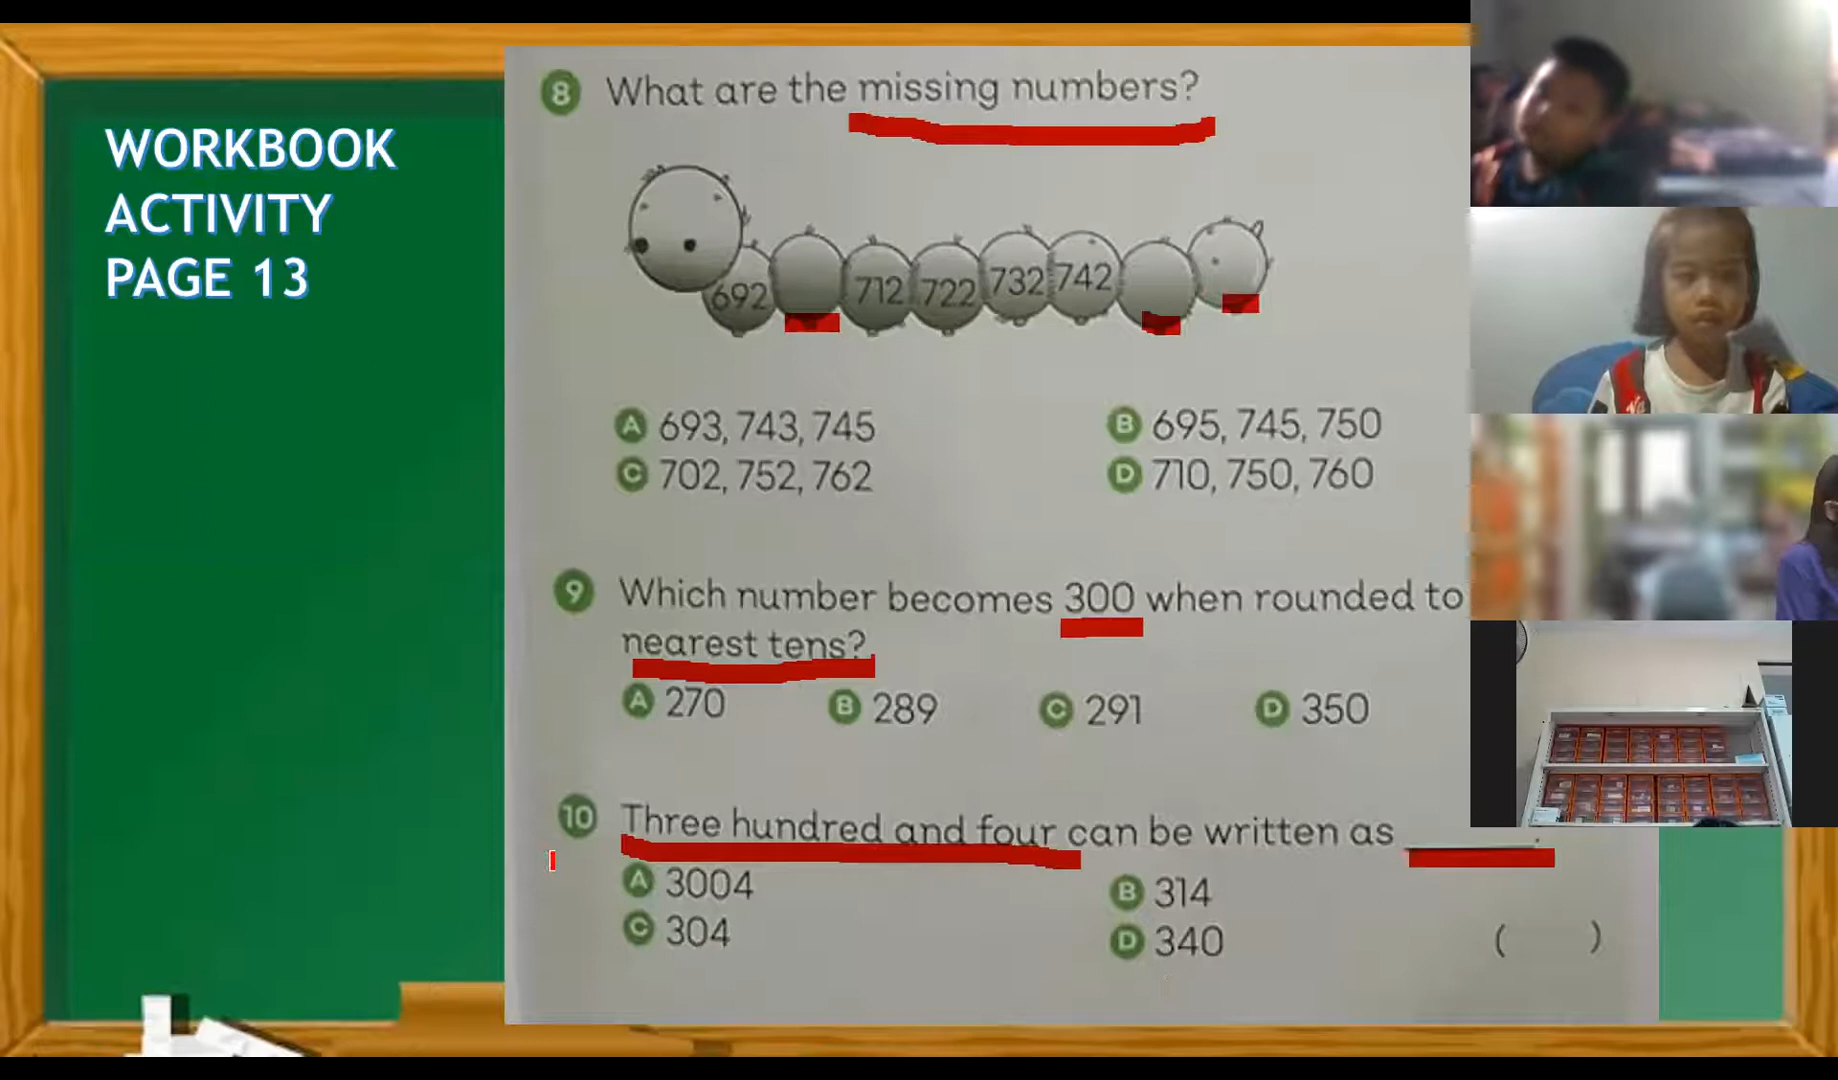 WORKBOOK
ACTIVITY
PAGE 13
8 What are the missing numbers?
692 712 722 732 742
A 693, 743, 745 B 695, 745, 750
C 702, 752, 762 D 710, 750, 760
9 Which number becomes 300 when rounded to
nearest tens?
A 270 B 289 C 291 D 350
10 Three hundred and four can be written as ______.
A 3004 B 314
C 304 D 340 ( )